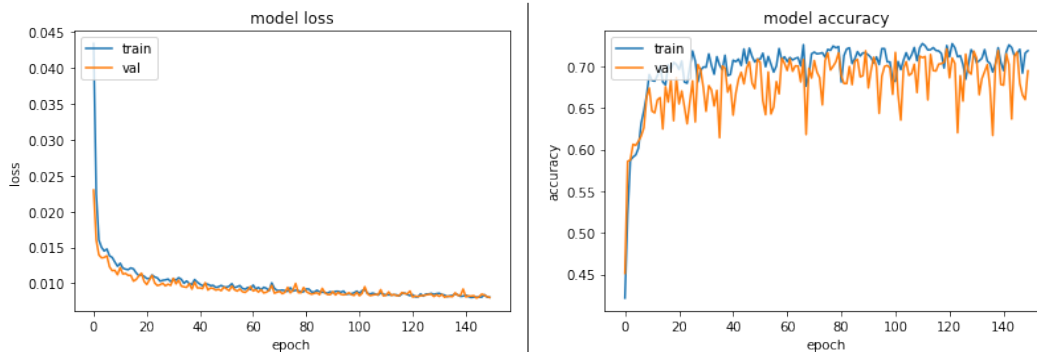 model loss
0.045
0.040
0.035
0.030
0.025
0.020
0.015
0.010
loss
train
val
0 20 40 60 80 100 120 140
epoch
model accuracy
0.70
0.65
0.60
0.55
0.50
0.45
accuracy
train
val
0 20 40 60 80 100 120 140
epoch